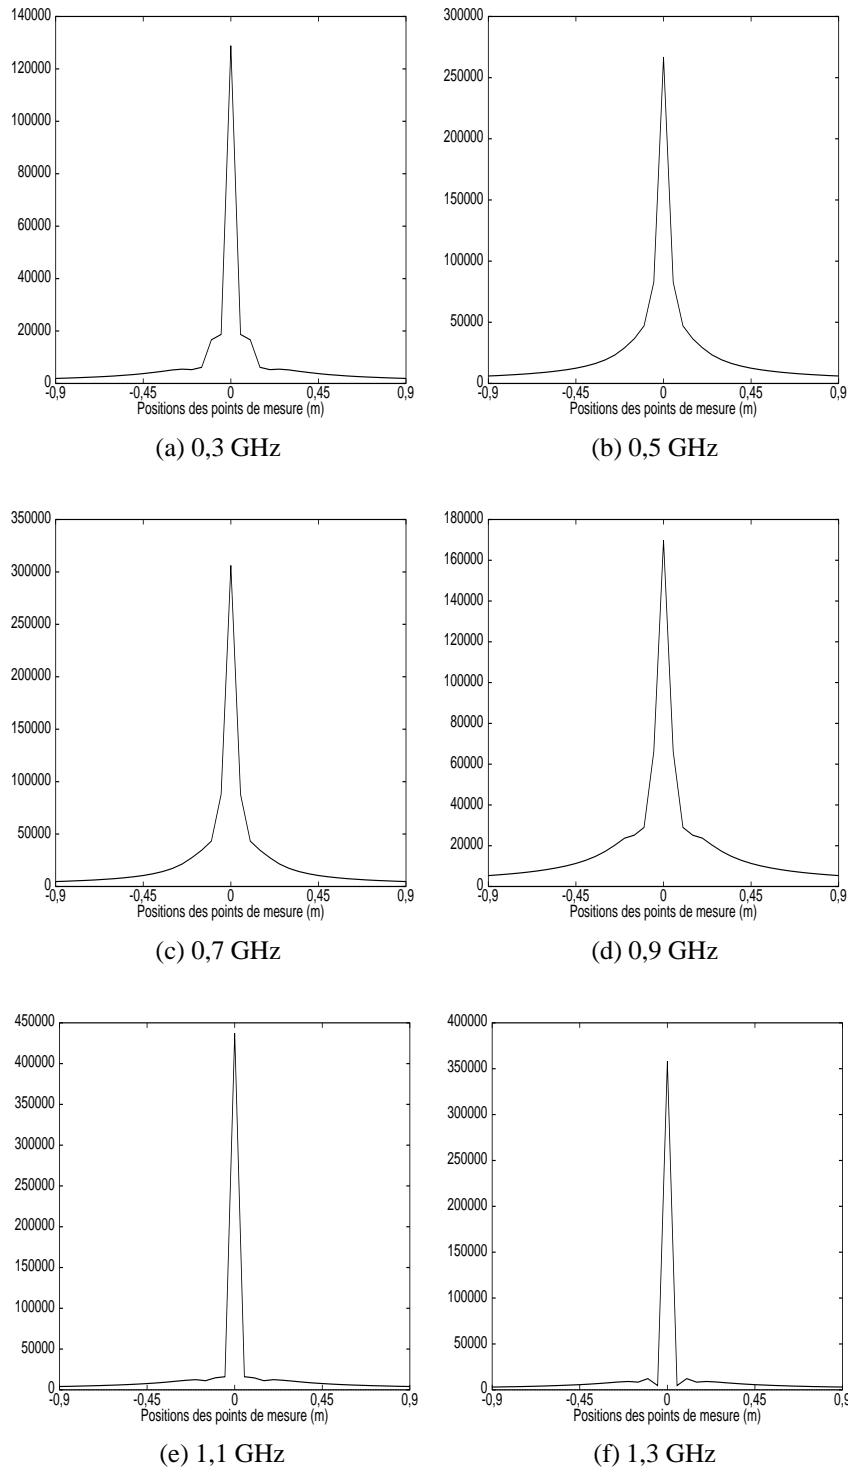 140000
120000
100000
80000
60000
40000
20000
0
-0,9 -0,45 0 0,45 0,9
Positions des points de mesure (m)
(a) 0,3 GHz
300000
250000
200000
150000
100000
50000
0
-0,9 -0,45 0 0,45 0,9
Positions des points de mesure (m)
(b) 0,5 GHz
350000
300000
250000
200000
150000
100000
50000
0
-0,9 -0,45 0 0,45 0,9
Positions des points de mesure (m)
(c) 0,7 GHz
180000
160000
140000
120000
100000
80000
60000
40000
20000
0
-0,9 -0,45 0 0,45 0,9
Positions des points de mesure (m)
(d) 0,9 GHz
450000
400000
350000
300000
250000
200000
150000
100000
50000
0
-0,9 -0,45 0 0,45 0,9
Positions des points de mesure (m)
(e) 1,1 GHz
400000
350000
300000
250000
200000
150000
100000
50000
0
-0,9 -0,45 0 0,45 0,9
Positions des points de mesure (m)
(f) 1,3 GHz